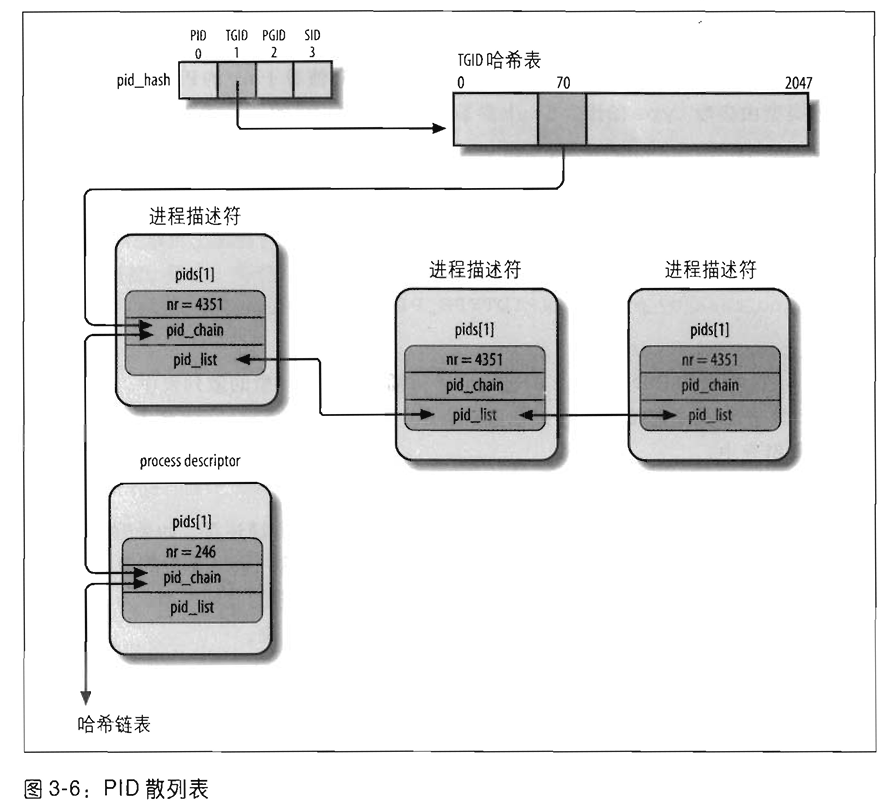 PID TGID PGID SID
0 1 2 3
pid_hash
TGID 哈希表
0 70 2047
进程描述符
pids[1]
nr = 4351
pid_chain
pid_list
进程描述符
pids[1]
nr = 4351
pid_chain
pid_list
进程描述符
pids[1]
nr = 4351
pid_chain
pid_list
process descriptor
pids[1]
nr = 246
pid_chain
pid_list
哈希链表
图 3-6：PID 散列表